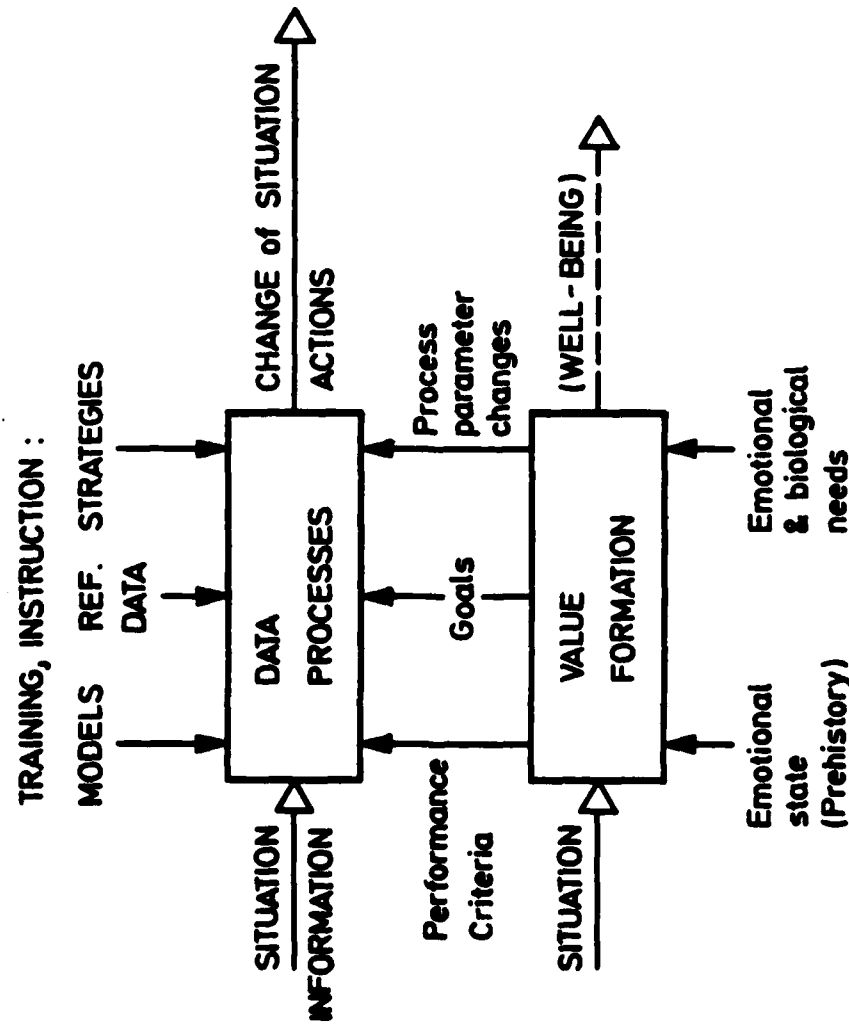 TRAINING, INSTRUCTION :
MODELS REF. STRATEGIES
DATA
SITUATION
INFORMATION
DATA
PROCESSES
CHANGE of SITUATION
ACTIONS
Performance
Criteria
Goals
Process
parameter
changes
SITUATION
VALUE
FORMATION
(WELL-BEING)
Emotional
state
(Prehistory)
Emotional
& biological
needs